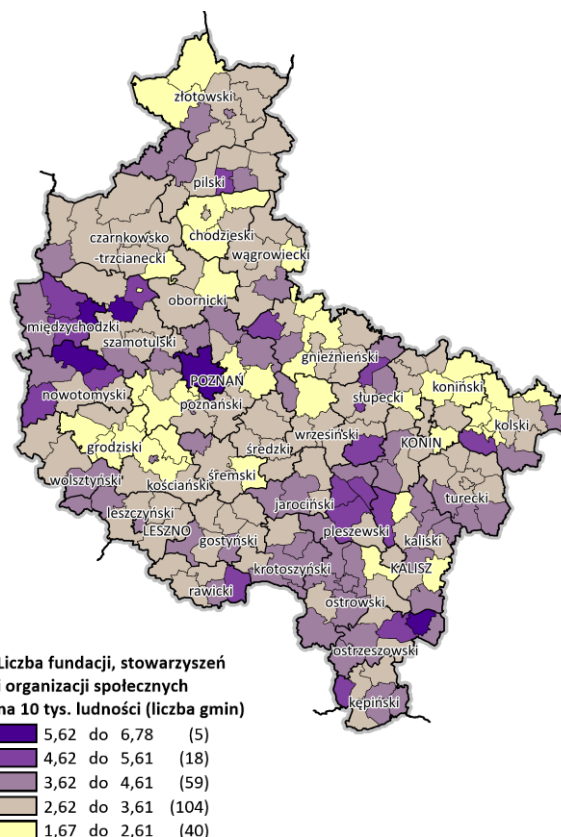 złotowski
pilski
chodzieski
czarnkowsko
-trzcianecki
wągrowiecki
obornicki
międzychodzki
szamotulski
gnieźnieński
POZNAŃ
nowotomyski
poznański
słupecki
koniński
kolski
wrzesiński
KONIN
grodziski
średzki
wolsztyński
kościański
śremski
turecki
leszczyński
jarociński
LESZNO
gostyński
pleszewski
kaliski
krotoszyński
KALISZ
rawicki
ostrowski
ostrzeszowski
kępiński
Liczba fundacji, stowarzyszeń
i organizacji społecznych
na 10 tys. ludności (liczba gmin)
5,62 do 6,78 (5)
4,62 do 5,61 (18)
3,62 do 4,61 (59)
2,62 do 3,61 (104)
1,67 do 2,61 (40)